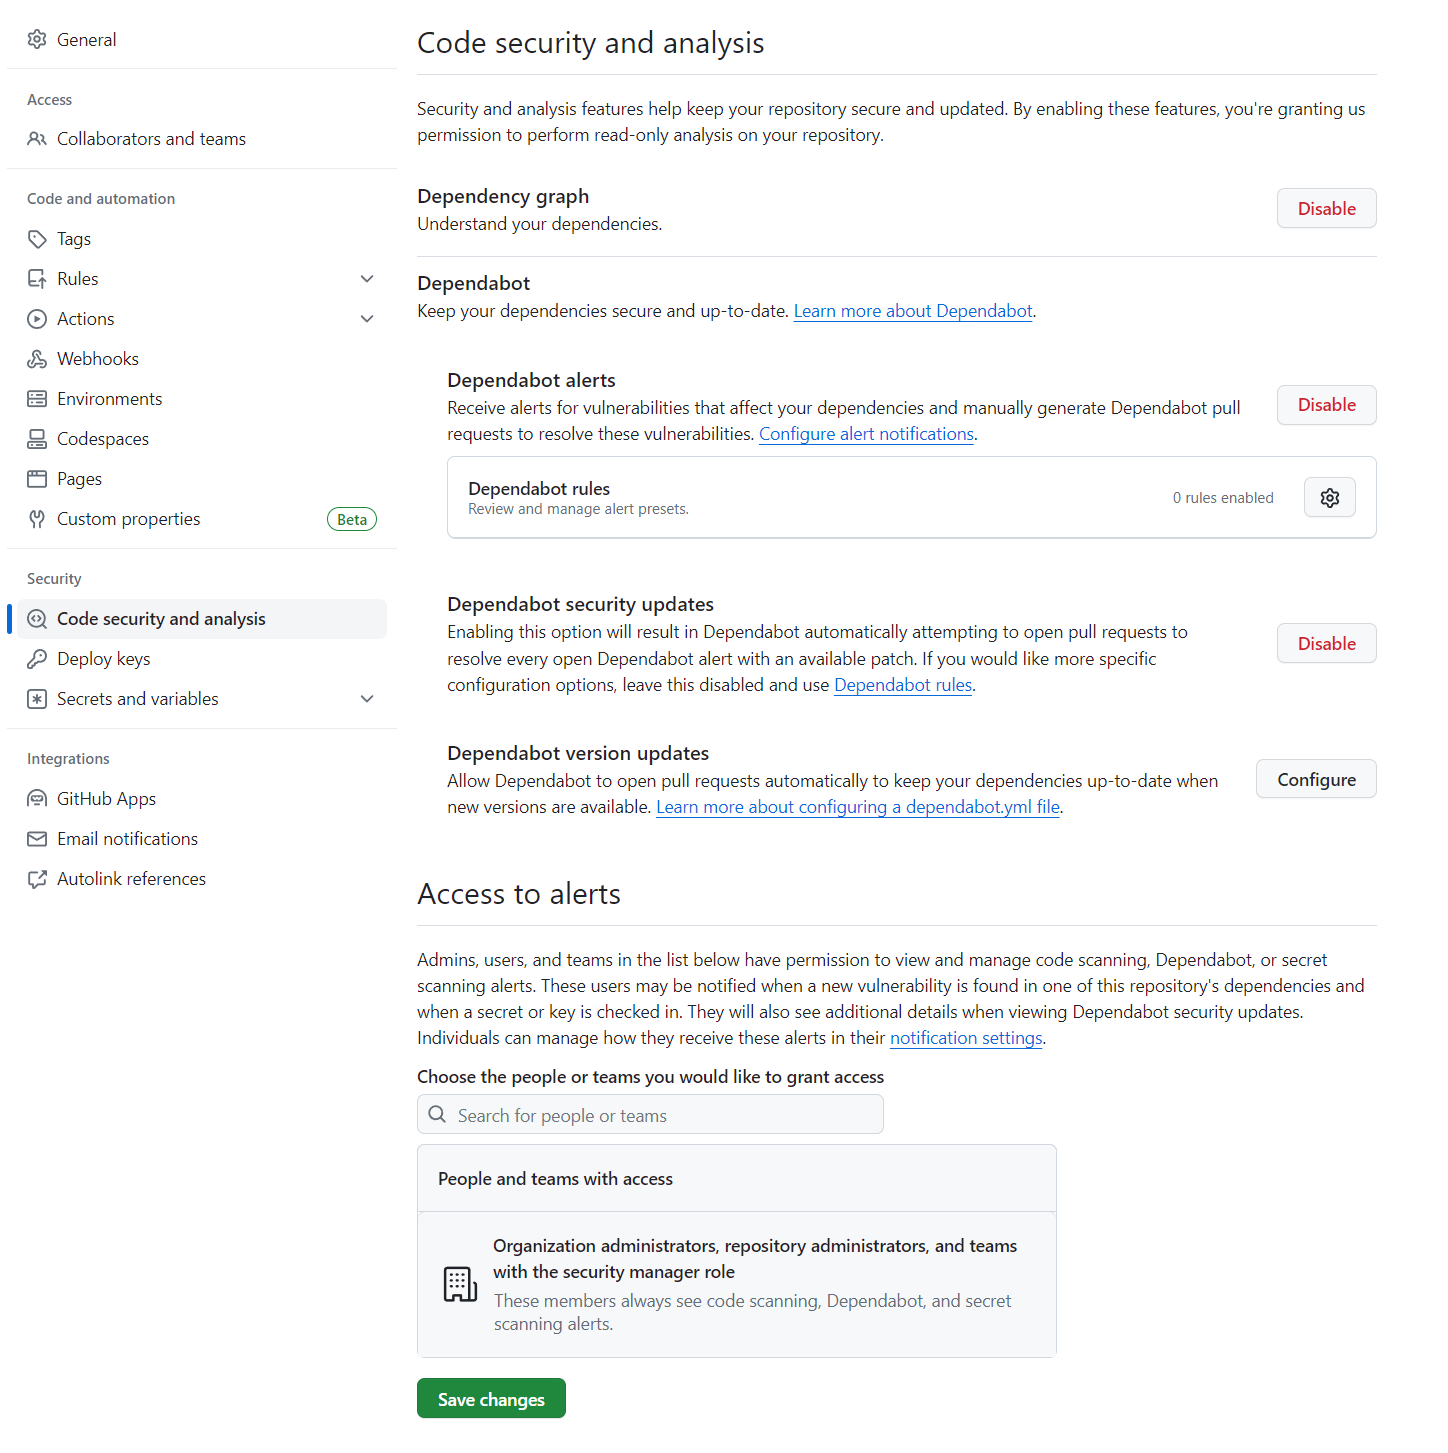 General
Access
Collaborators and teams
Code and automation
Tags
Rules
Actions
Webhooks
Environments
Codespaces
Pages
Custom properties
Beta
Security
Code security and analysis
Deploy keys
Secrets and variables
Integrations
GitHub Apps
Email notifications
Autolink references
Code security and analysis
Security and analysis features help keep your repository secure and updated. By enabling these features, you're granting us
permission to perform read-only analysis on your repository.
Dependency graph
Understand your dependencies.
Disable
Dependabot
Keep your dependencies secure and up-to-date. Learn more about Dependabot.
Dependabot alerts
Receive alerts for vulnerabilities that affect your dependencies and manually generate Dependabot pull
requests to resolve these vulnerabilities. Configure alert notifications.
Disable
Dependabot rules
Review and manage alert presets.
0 rules enabled
Dependabot security updates
Enabling this option will result in Dependabot automatically attempting to open pull requests to
resolve every open Dependabot alert with an available patch. If you would like more specific
configuration options, leave this disabled and use Dependabot rules.
Disable
Dependabot version updates
Allow Dependabot to open pull requests automatically to keep your dependencies up-to-date when
new versions are available. Learn more about configuring a dependabot.yml file.
Configure
Access to alerts
Admins, users, and teams in the list below have permission to view and manage code scanning, Dependabot, or secret
scanning alerts. These users may be notified when a new vulnerability is found in one of this repository's dependencies and
when a secret or key is checked in. They will also see additional details when viewing Dependabot security updates.
Individuals can manage how they receive these alerts in their notification settings.
Choose the people or teams you would like to grant access
Search for people or teams
People and teams with access
Organization administrators, repository administrators, and teams
with the security manager role
These members always see code scanning, Dependabot, and secret
scanning alerts.
Save changes